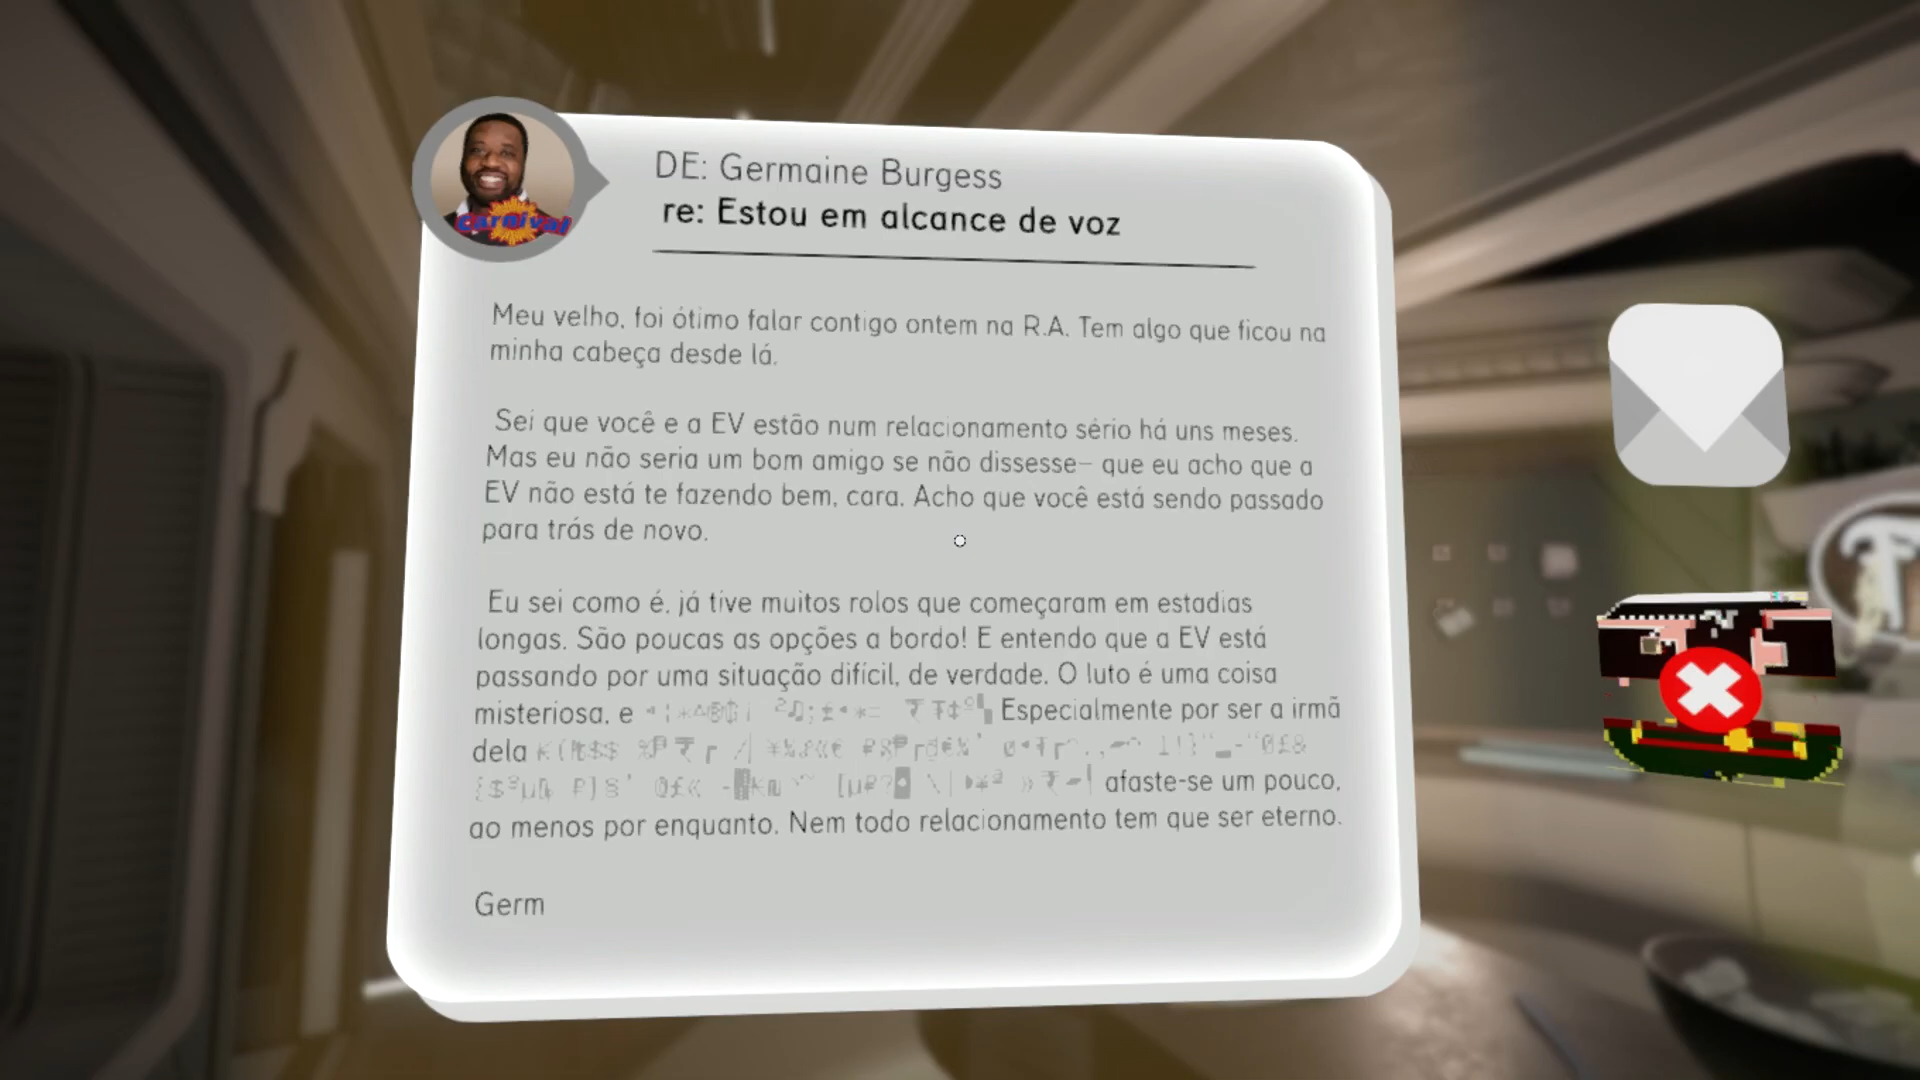 Carnival
DE: Germaine Burgess
re: Estou em alcance de voz
Meu velho, foi ótimo falar contigo ontem na R.A. Tem algo que ficou na
minha cabeça desde lá.
Sei que você e a EV estão num relacionamento sério há uns meses.
Mas eu não seria um bom amigo se não dissesse— que eu acho que a
EV não está te fazendo bem, cara. Acho que você está sendo passado
para trás de novo.
Eu sei como é, já tive muitos rolos que começaram em estadias
longas. São poucas as opções a bordo! E entendo que a EV está
passando por uma situação difícil, de verdade. O luto é uma coisa
misteriosa, e Especialmente por ser a irmã
dela
afaste-se um pouco,
ao menos por enquanto. Nem todo relacionamento tem que ser eterno.
Germ